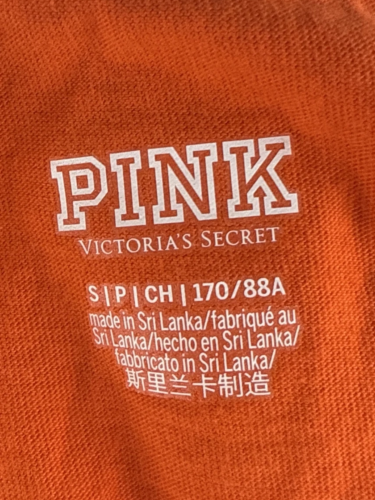 PINK
VICTORIA'S SECRET
S | P | CH | 170/88A
made in Sri Lanka/fabriqué au
Sri Lanka/hecho en Sri Lanka/
fabbricato in Sri Lanka/
斯里兰卡制造